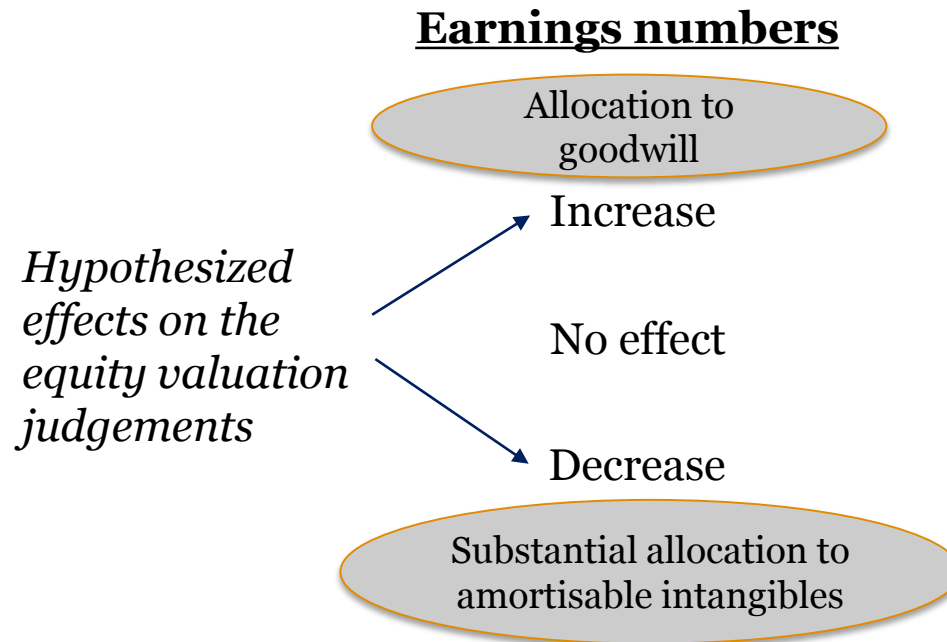 Earnings numbers
Allocation to
goodwill
Increase
Hypothesized
effects on the
equity valuation
judgements
No effect
Decrease
Substantial allocation to
amortisable intangibles